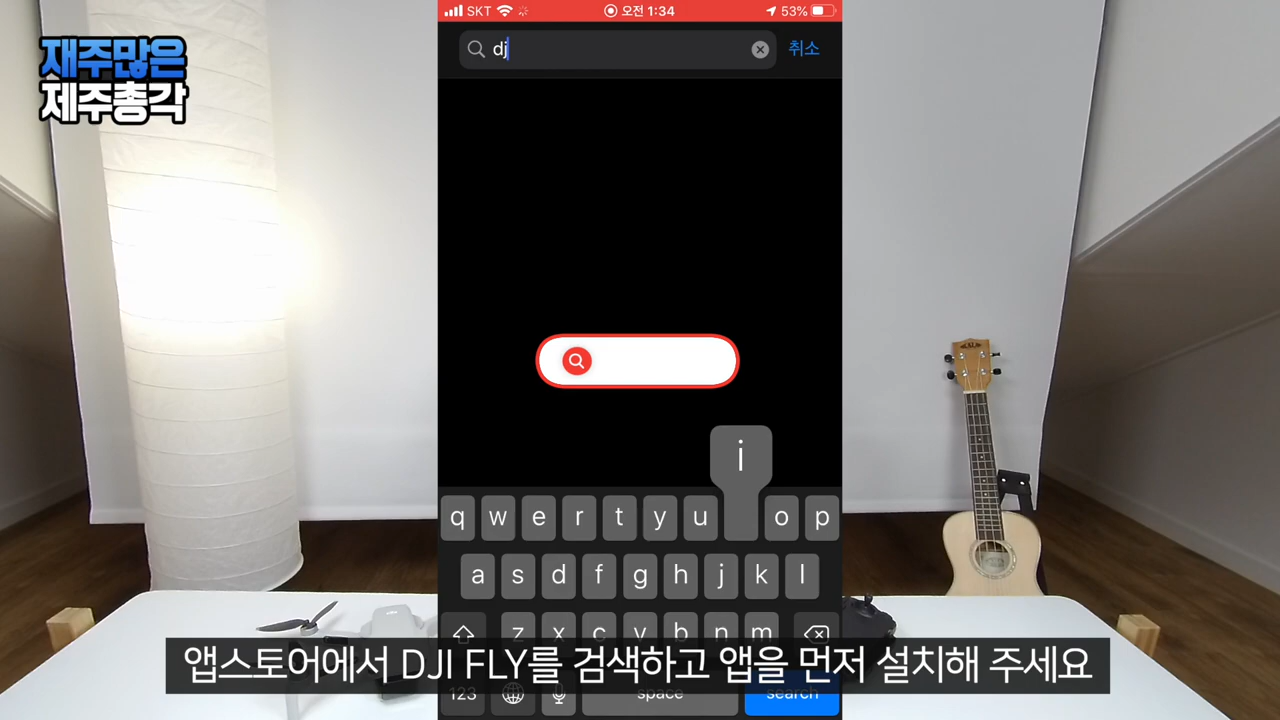 SKT 오전 1:34 53%
재주많은
제주총각
dj 취소
i
q w e r t y u o p
a s d f g h j k l
z x c v b n m
앱스토어에서 DJI FLY를 검색하고 앱을 먼저 설치해 주세요
123 space search